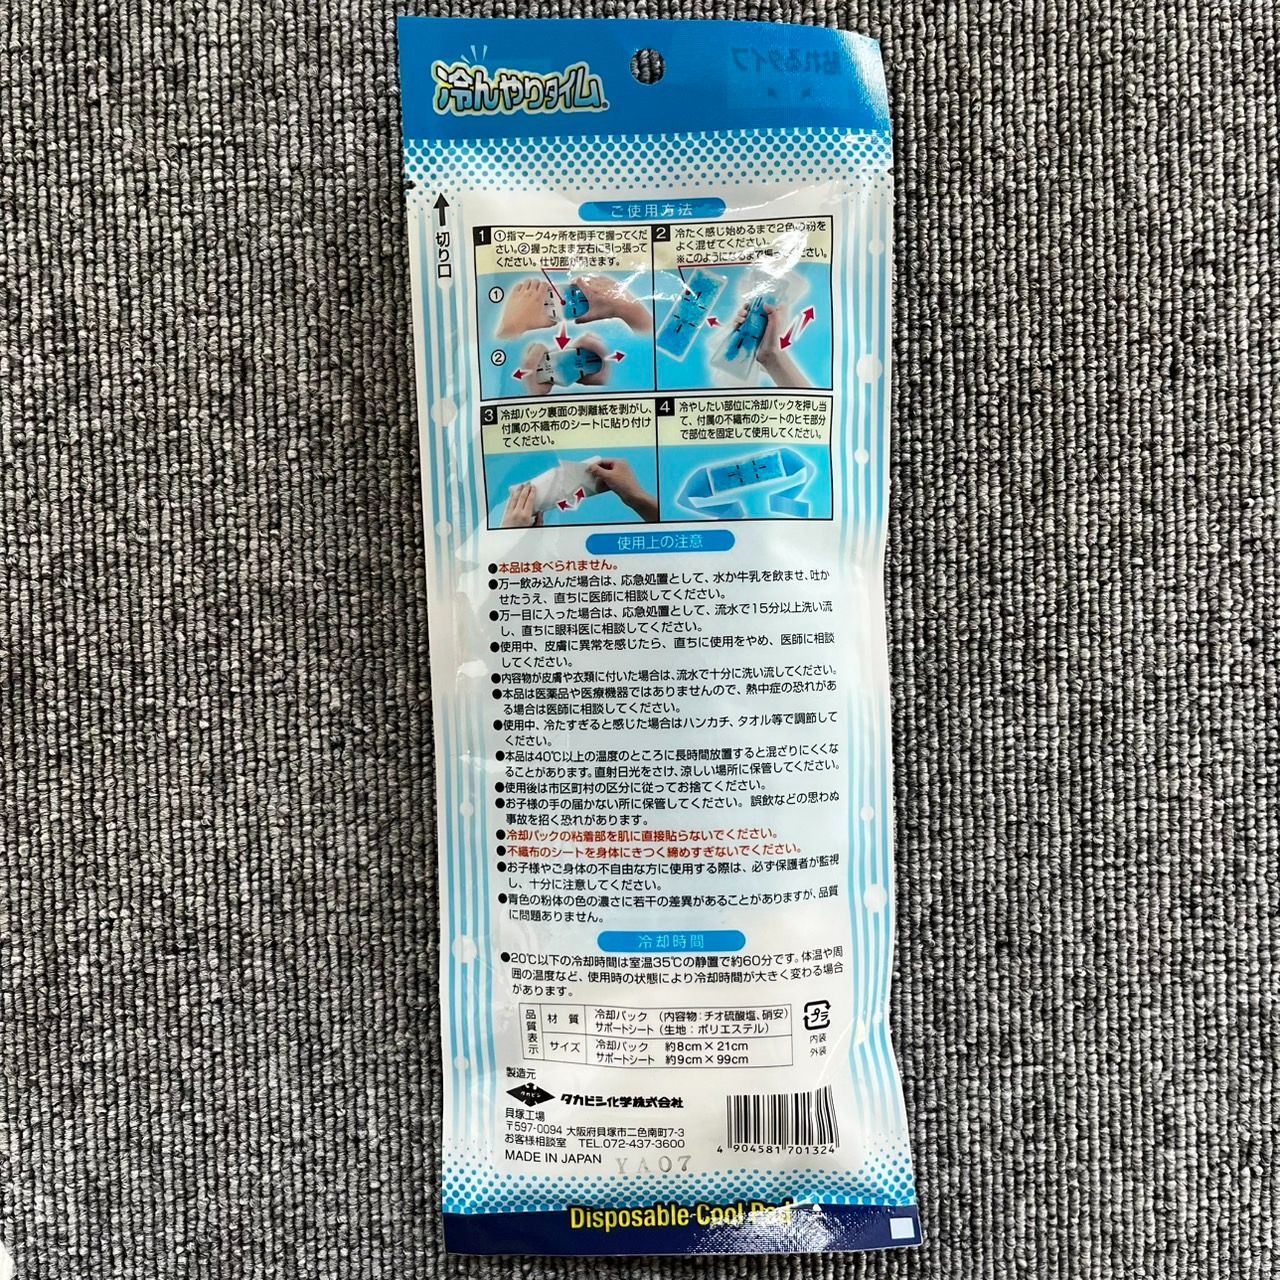 冷んやりタイム
貼れるタイプ
切り口
ご使用方法
1 ①指マーク4ヶ所を両手で握ってくだ
さい。②握ったまま左右に引っ張って
ください。仕切部が開きます。
①
②
2 冷たく感じ始めるまで2色の粉を
よく混ぜてください。
※このようになるまで振ってください。
3 冷却パック裏面の剥離紙を剥がし、
付属の不織布のシートに貼り付け
てください。
4 冷やしたい部位に冷却パックを押し当
て、付属の不織布のシートのヒモ部分
で部位を固定して使用してください。
使用上の注意
●本品は食べられません。
●万一飲み込んだ場合は、応急処置として、水か牛乳を飲ませ、吐か
せたうえ、直ちに医師に相談してください。
●万一目に入った場合は、応急処置として、流水で15分以上洗い流
し、直ちに眼科医に相談してください。
●使用中、皮膚に異常を感じたら、直ちに使用をやめ、医師に相談
してください。
●内容物が皮膚や衣類に付いた場合は、流水で十分に洗い流してください。
●本品は医薬品や医療機器ではありませんので、熱中症の恐れがあ
る場合は医師に相談してください。
●使用中、冷たすぎると感じた場合はハンカチ、タオル等で調節して
ください。
●本品は40℃以上の温度のところに長時間放置すると混ざりにくくな
ることがあります。直射日光をさけ、涼しい場所に保管してください。
●使用後は市区町村の区分に従ってお捨てください。
●お子様の手の届かない所に保管してください。誤飲などの思わぬ
事故を招く恐れがあります。
●冷却パックの粘着部を肌に直接貼らないでください。
●不織布のシートを身体にきつく締めすぎないでください。
●お子様やご身体の不自由な方に使用する際は、必ず保護者が監視
し、十分に注意してください。
●青色の粉体の色の濃さに若干の差異があることがありますが、品質
に問題ありません。
冷却時間
●20℃以下の冷却時間は室温35℃の静置で約60分です。体温や周
囲の温度など、使用時の状態により冷却時間が大きく変わる場合
があります。
品質表示
材質 冷却パック (内容物:チオ硫酸塩、硝安)
サポートシート (生地:ポリエステル)
サイズ 冷却パック 約8cm×21cm
サポートシート 約9cm×99cm
プラ
内装
外装
製造元
タカビシ
タカビシ化学株式会社
貝塚工場
〒597-0094 大阪府貝塚市二色南町7-3
お客様相談室 TEL.072-437-3600
MADE IN JAPAN
YA07
4 904581 701324
Disposable Cool Pad